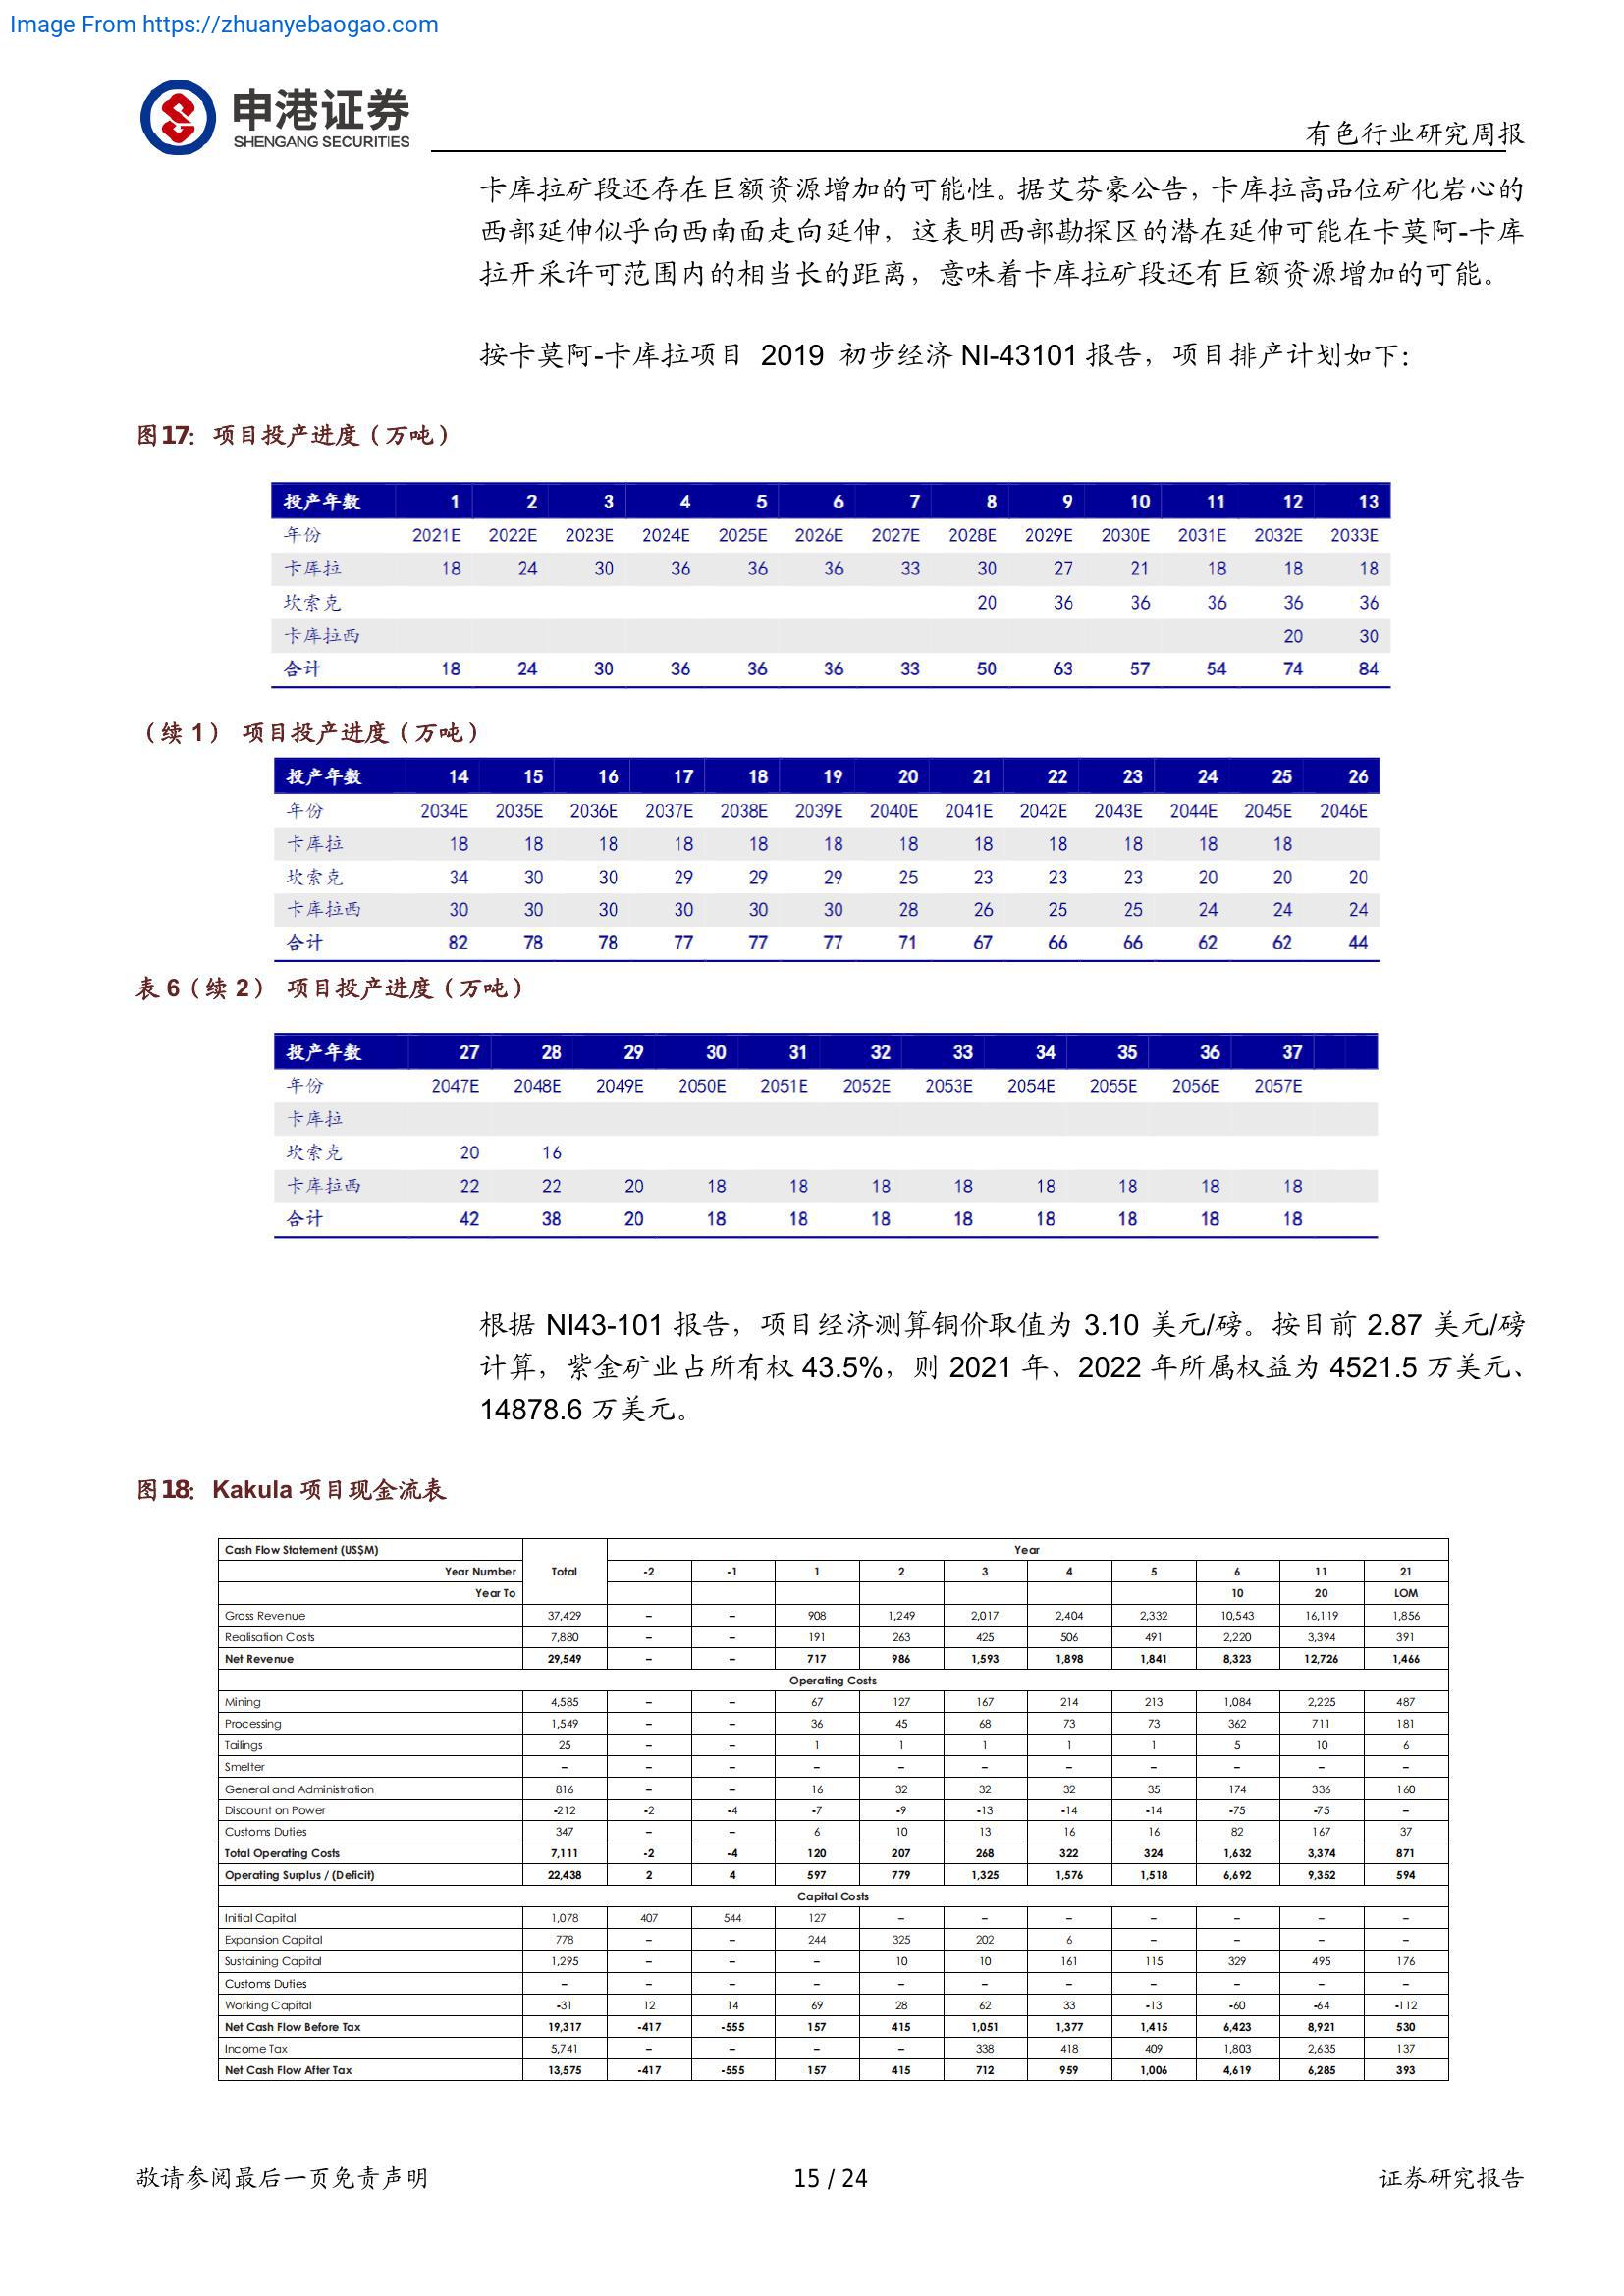 Image From https://zhuanyebaogao.com
申港证券
SHENGANG SECURITIES
有色行业研究周报
卡库拉矿段还存在巨额资源增加的可能性。据艾芬豪公告，卡库拉高品位矿化岩心的
西部延伸似乎向西南面走向延伸，这表明西部勘探区的潜在延伸可能在卡莫阿-卡库
拉开采许可范围内的相当长的距离，意味着卡库拉矿段还有巨额资源增加的可能。
按卡莫阿-卡库拉项目 2019 初步经济 NI-43101 报告，项目排产计划如下：
图17：项目投产进度（万吨）
投产年数 1 2 3 4 5 6 7 8 9 10 11 12 13
年份 2021E 2022E 2023E 2024E 2025E 2026E 2027E 2028E 2029E 2030E 2031E 2032E 2033E
卡库拉 18 24 30 36 36 36 33 30 27 21 18 18 18
坎索克 20 36 36 36 36 36
卡库拉西 20 30
合计 18 24 30 36 36 36 33 50 63 57 54 74 84
（续 1） 项目投产进度（万吨）
投产年数 14 15 16 17 18 19 20 21 22 23 24 25 26
年份 2034E 2035E 2036E 2037E 2038E 2039E 2040E 2041E 2042E 2043E 2044E 2045E 2046E
卡库拉 18 18 18 18 18 18 18 18 18 18 18 18
坎索克 34 30 30 29 29 29 25 23 23 23 20 20 20
卡库拉西 30 30 30 30 30 30 28 26 25 25 24 24 24
合计 82 78 78 77 77 77 71 67 66 66 62 62 44
表 6（续 2） 项目投产进度（万吨）
投产年数 27 28 29 30 31 32 33 34 35 36 37
年份 2047E 2048E 2049E 2050E 2051E 2052E 2053E 2054E 2055E 2056E 2057E
卡库拉
坎索克 20 16
卡库拉西 22 22 20 18 18 18 18 18 18 18 18
合计 42 38 20 18 18 18 18 18 18 18 18
根据 NI43-101 报告，项目经济测算铜价取值为 3.10 美元/磅。按目前 2.87 美元/磅
计算，紫金矿业占所有权 43.5%，则 2021 年、2022 年所属权益为 4521.5 万美元、
14878.6 万美元。
图18：Kakula 项目现金流表
Cash Flow Statement (US$M) Total Year
Year Number -2 -1 1 2 3 4 5 6 11 21
Year To 10 20 LOM
Gross Revenue 37,429 – – 908 1,249 2,017 2,404 2,332 10,543 16,119 1,856
Realisation Costs 7,880 – – 191 263 425 506 491 2,220 3,394 391
Net Revenue 29,549 – – 717 986 1,593 1,898 1,841 8,323 12,726 1,466
Operating Costs
Mining 4,585 – – 67 127 167 214 213 1,084 2,225 487
Processing 1,549 – – 36 45 68 73 73 362 711 181
Tailings 25 – – 1 1 1 1 1 5 10 6
Smelter – – – – – – – – – – –
General and Administration 816 – – 16 32 32 32 35 174 336 160
Discount on Power -212 -2 -4 -7 -9 -13 -14 -14 -75 -75 –
Customs Duties 347 – – 6 10 13 16 16 82 167 37
Total Operating Costs 7,111 -2 -4 120 207 268 322 324 1,632 3,374 871
Operating Surplus / (Deficit) 22,438 2 4 597 779 1,325 1,576 1,518 6,692 9,352 594
Capital Costs
Initial Capital 1,078 407 544 127 – – – – – – –
Expansion Capital 778 – – 244 325 202 6 – – – –
Sustaining Capital 1,295 – – – 10 10 161 115 329 495 176
Customs Duties – – – – – – – – – – –
Working Capital -31 12 14 69 28 62 33 -13 -60 -64 -112
Net Cash Flow Before Tax 19,317 -417 -555 157 415 1,051 1,377 1,415 6,423 8,921 530
Income Tax 5,741 – – – – 338 418 409 1,803 2,635 137
Net Cash Flow After Tax 13,575 -417 -555 157 415 712 959 1,006 4,619 6,285 393
敬请参阅最后一页免责声明
15 / 24
证券研究报告